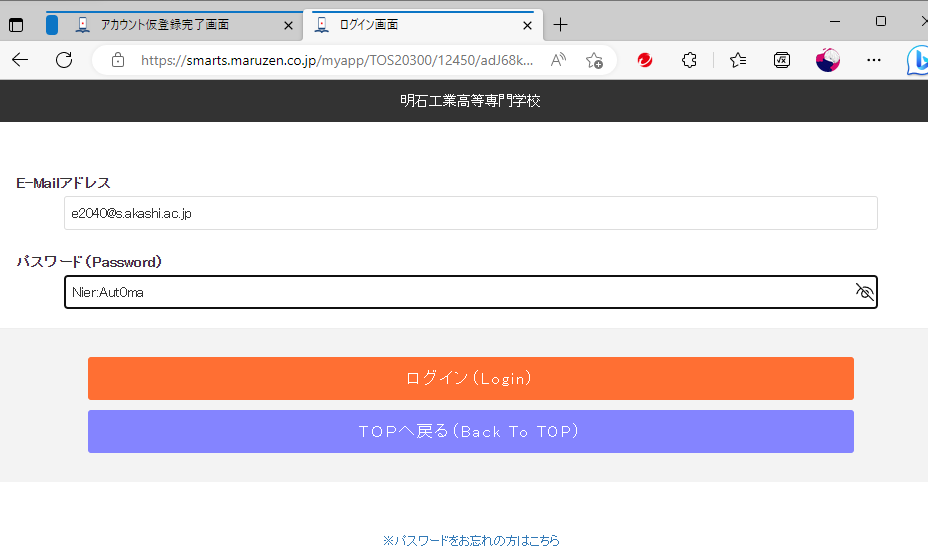 アカウント仮登録完了画面
ログイン画面
https://smarts.maruzen.co.jp/myapp/TOS20300/12450/adJ68k...
明石工業高等専門学校
E-Mailアドレス
e2040@s.akashi.ac.jp
パスワード（Password）
Nier:Aut0ma
ログイン（Login）
TOPへ戻る（Back To TOP）
※パスワードをお忘れの方はこちら